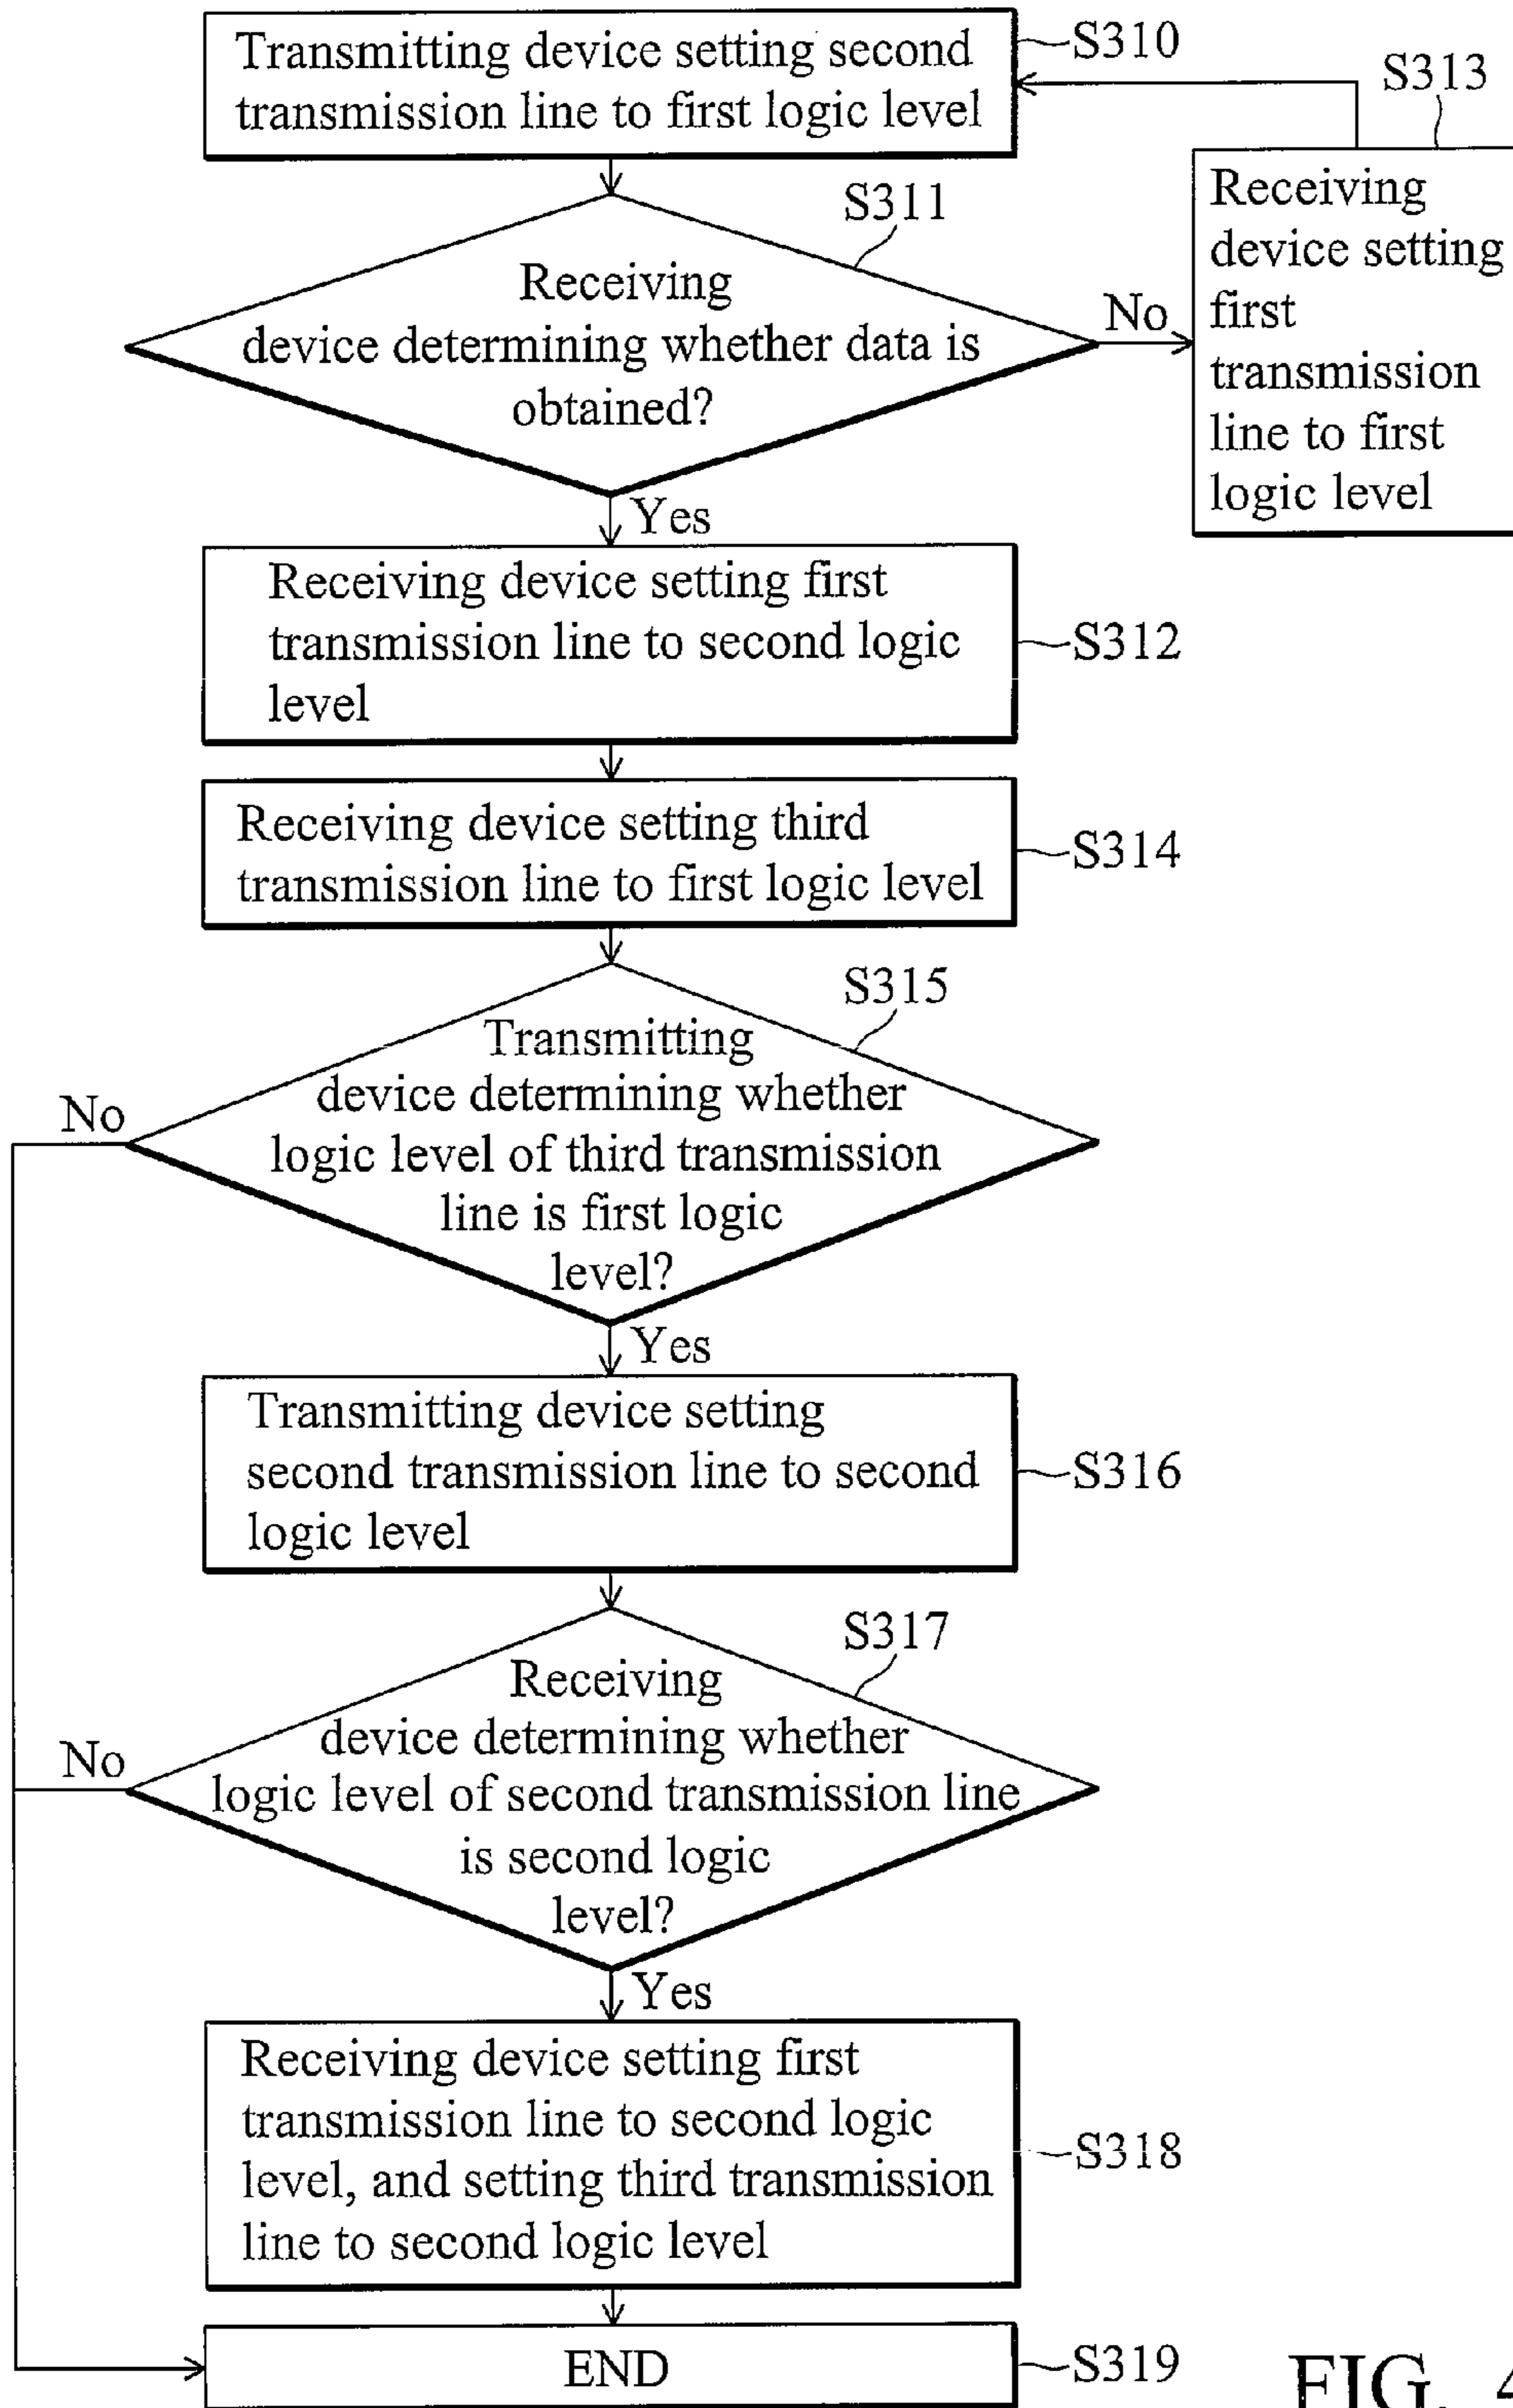 Transmitting device setting second
transmission line to first logic level
S310
S313
Receiving
device setting
first
transmission
line to first
logic level
S311
Receiving
device determining whether data is
obtained?
No
Yes
Receiving device setting first
transmission line to second logic
level
S312
Receiving device setting third
transmission line to first logic level
S314
S315
Transmitting
device determining whether
logic level of third transmission
line is first logic
level?
No
Yes
Transmitting device setting
second transmission line to second
logic level
S316
S317
Receiving
device determining whether
logic level of second transmission line
is second logic
level?
No
Yes
Receiving device setting first
transmission line to second logic
level, and setting third transmission
line to second logic level
S318
END
S319
FIG. 4